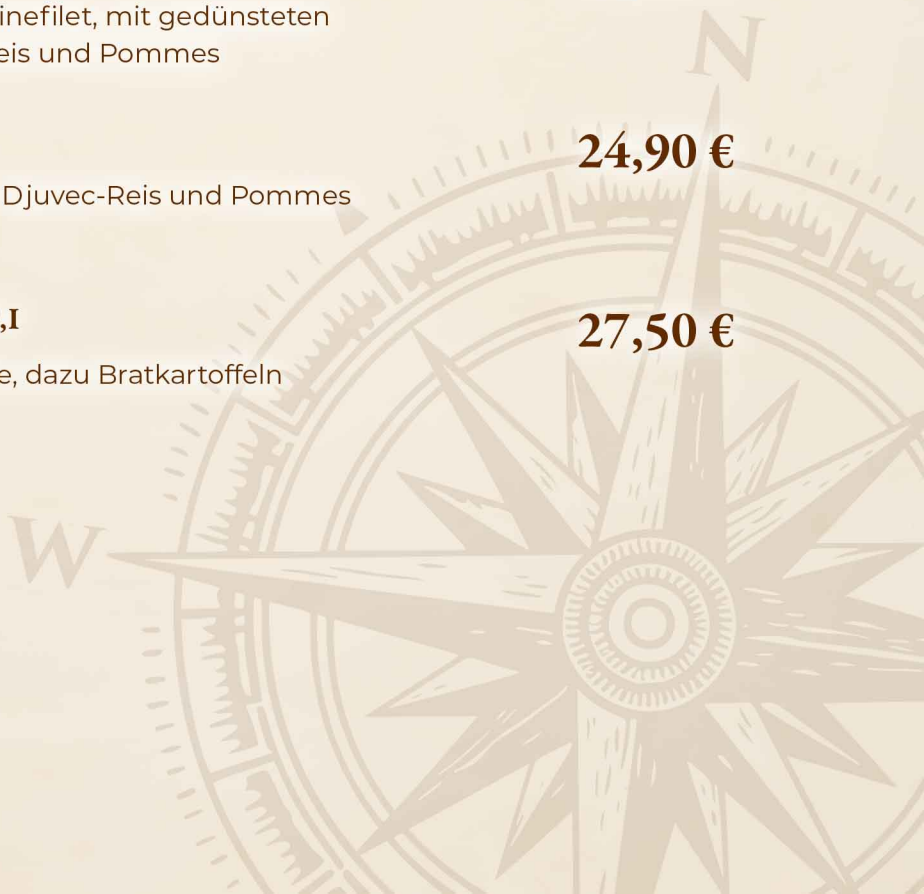 inefilet, mit gedünsteten
eis und Pommes
N
24,90 €
Djuvec-Reis und Pommes
,I
27,50 €
e, dazu Bratkartoffeln
W